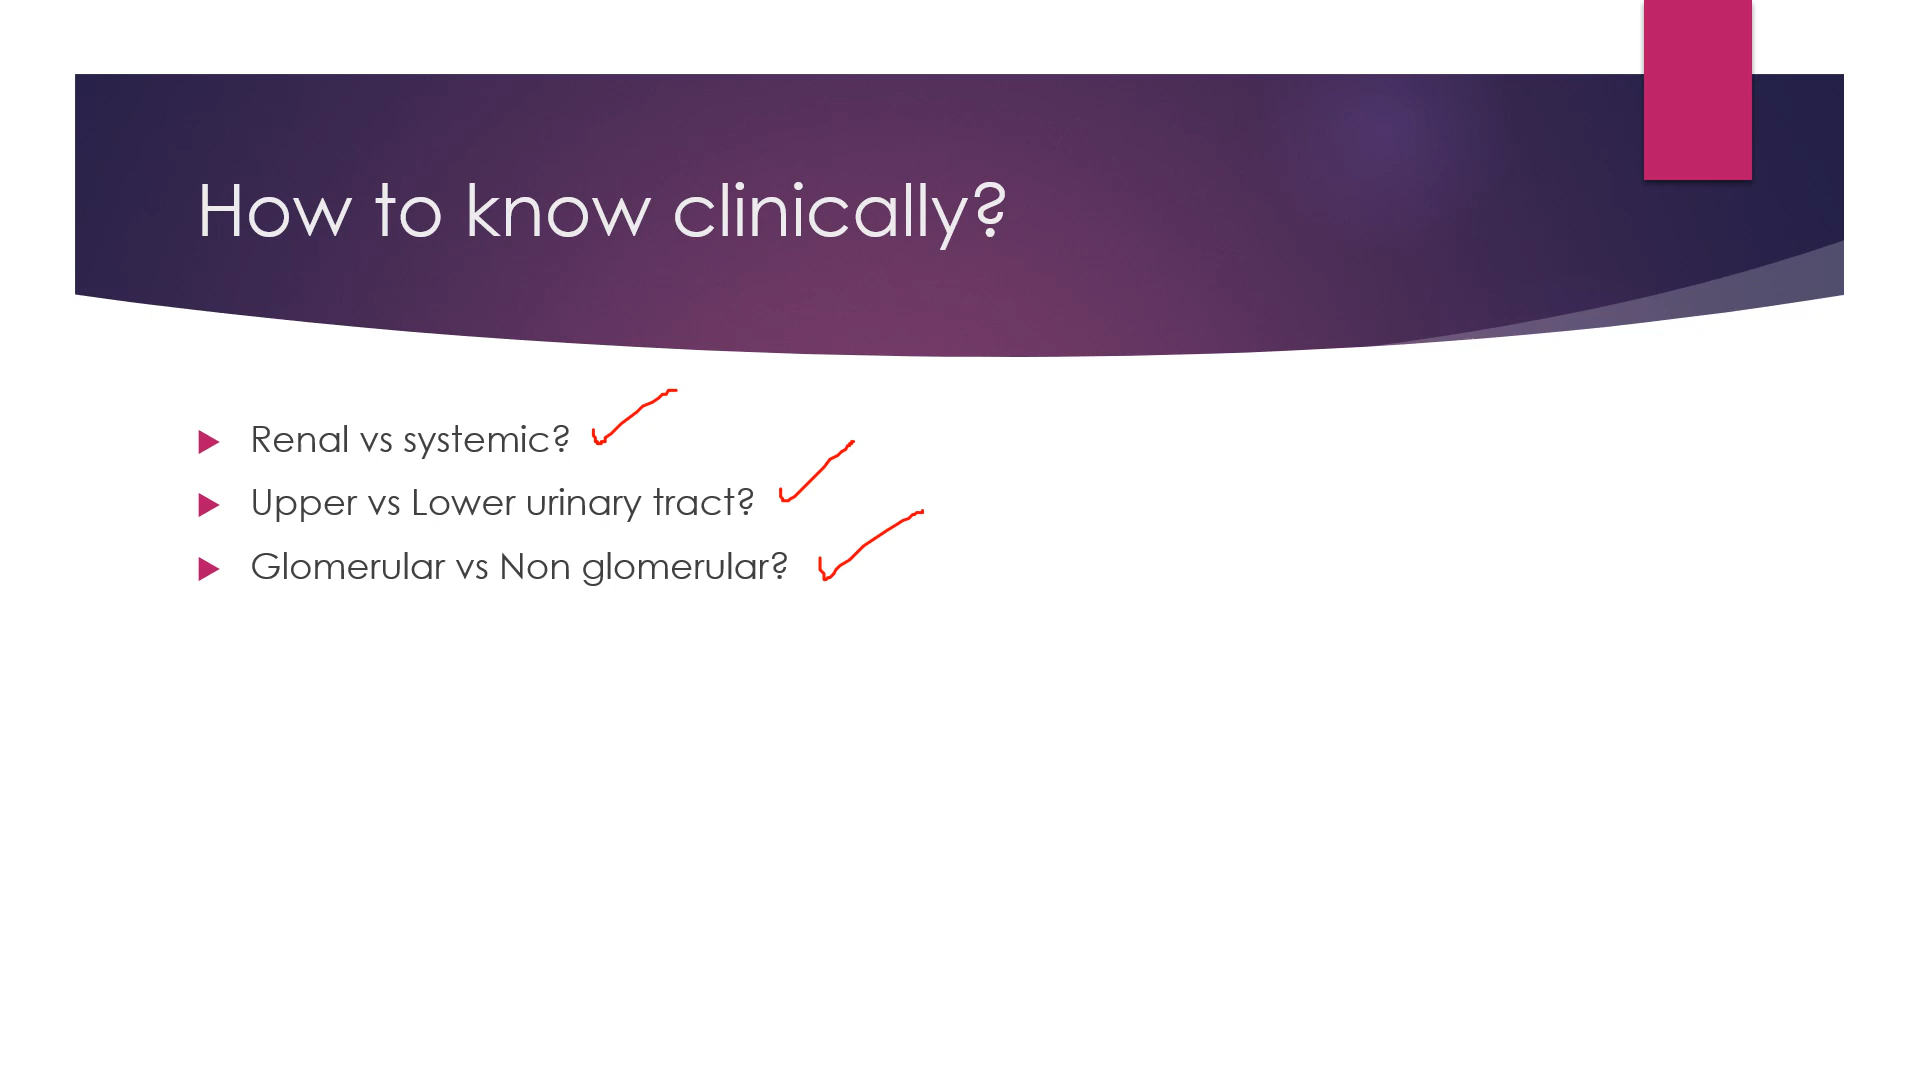 How to know clinically?
Renal vs systemic?
Upper vs Lower urinary tract?
Glomerular vs Non glomerular?